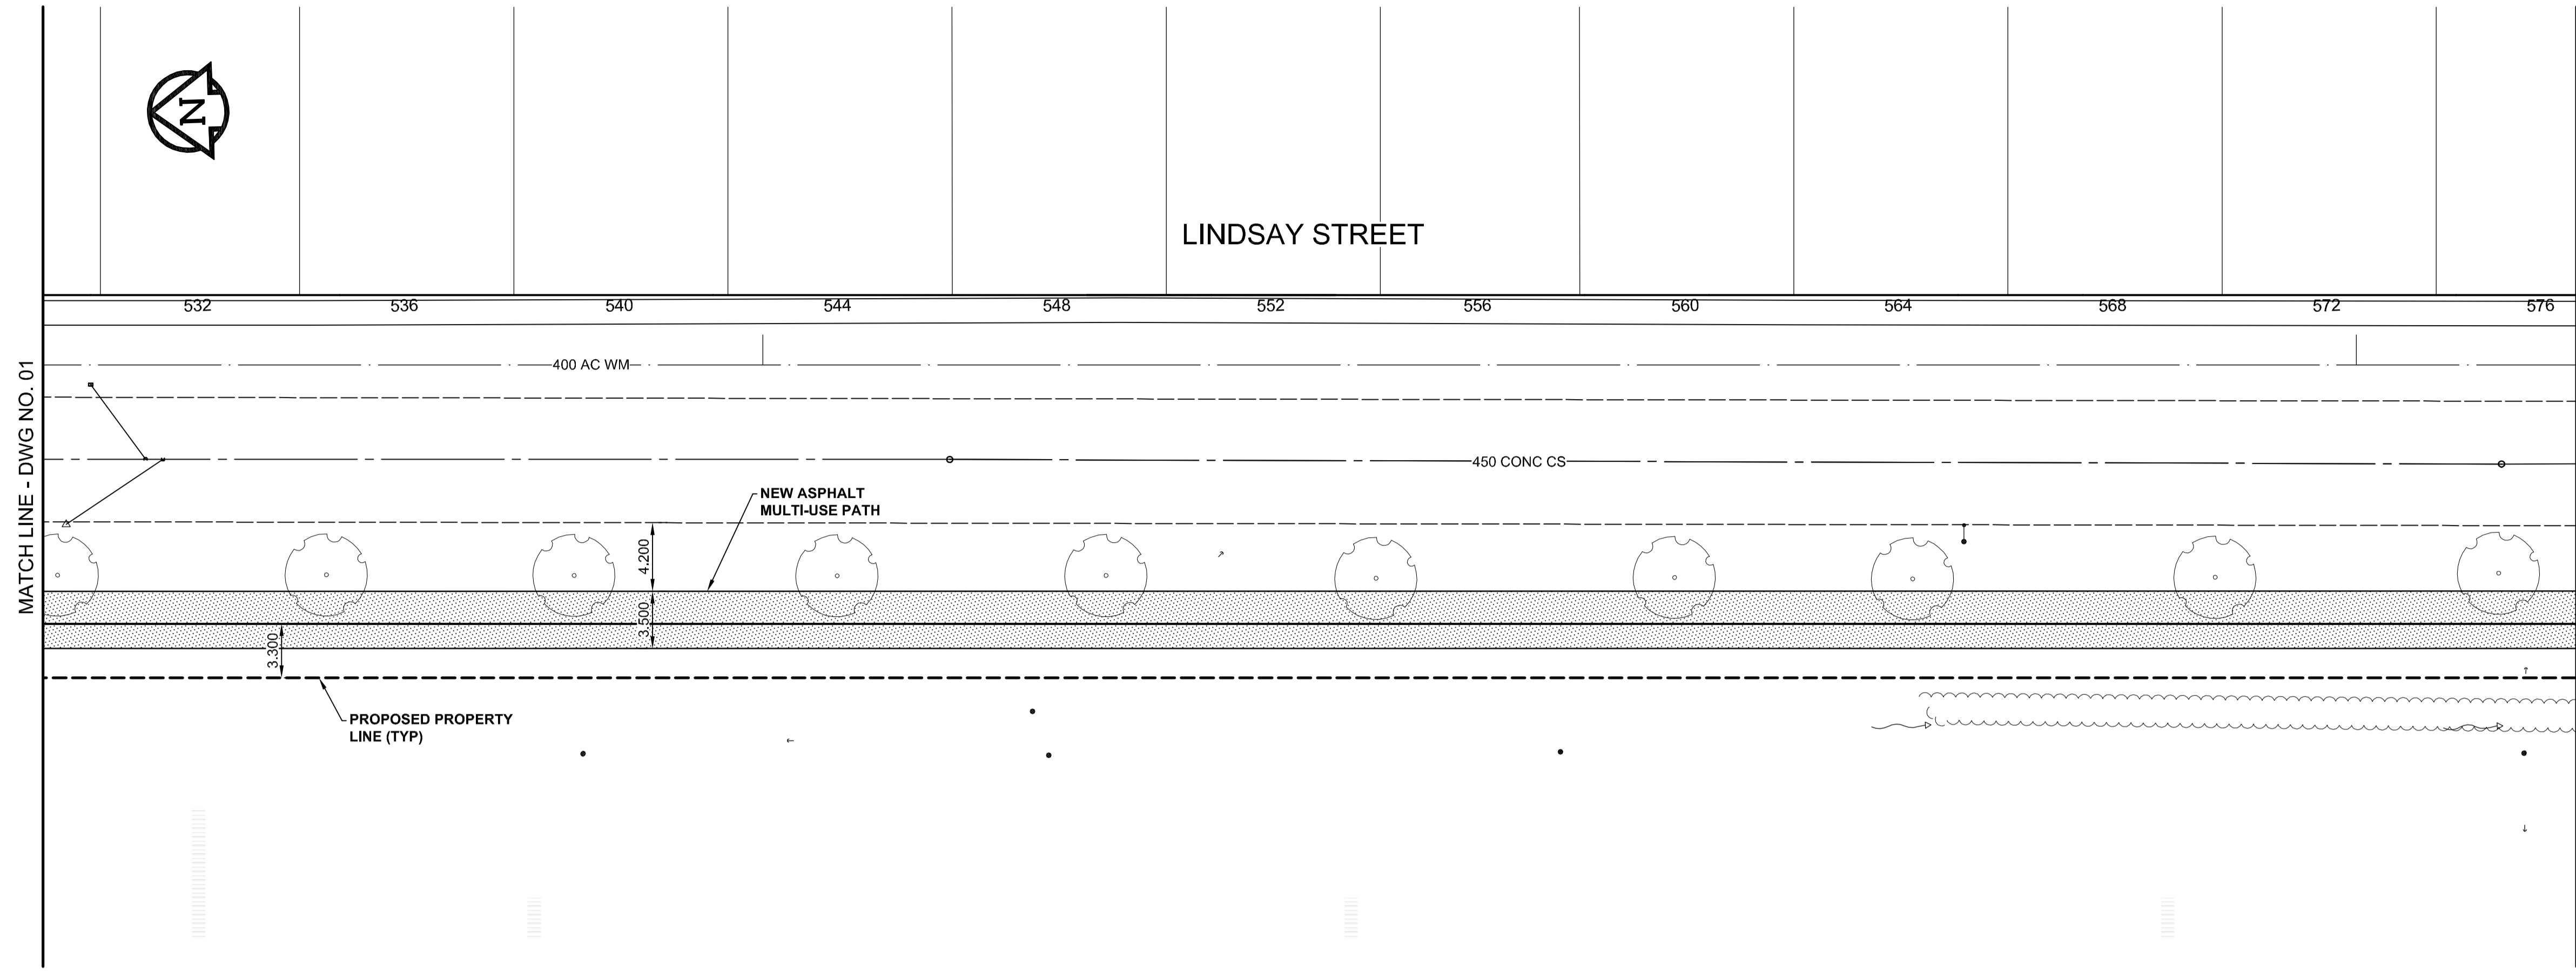 N
LINDSAY STREET
532 536 540 544 548 552 556 560 564 568 572 576
400 AC WM
MATCH LINE - DWG NO. 01
450 CONC CS
NEW ASPHALT
MULTI-USE PATH
4.200
3.500
3.300
PROPOSED PROPERTY
LINE (TYP)